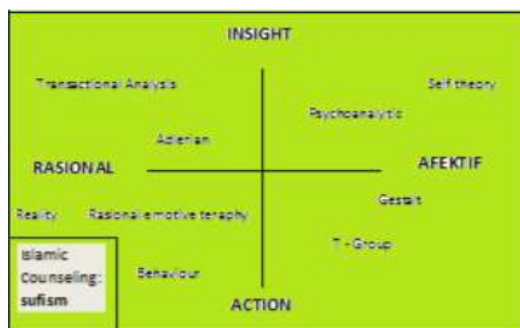 INSIGHT
Transactional Analysis
Self theory
Psychoanalytic
Adlerian
RASIONAL
AFEKTIF
Gestalt
Reality
Rasional emotive teraphy
T - Group
Islamic
Counseling:
sufism
Behaviour
ACTION